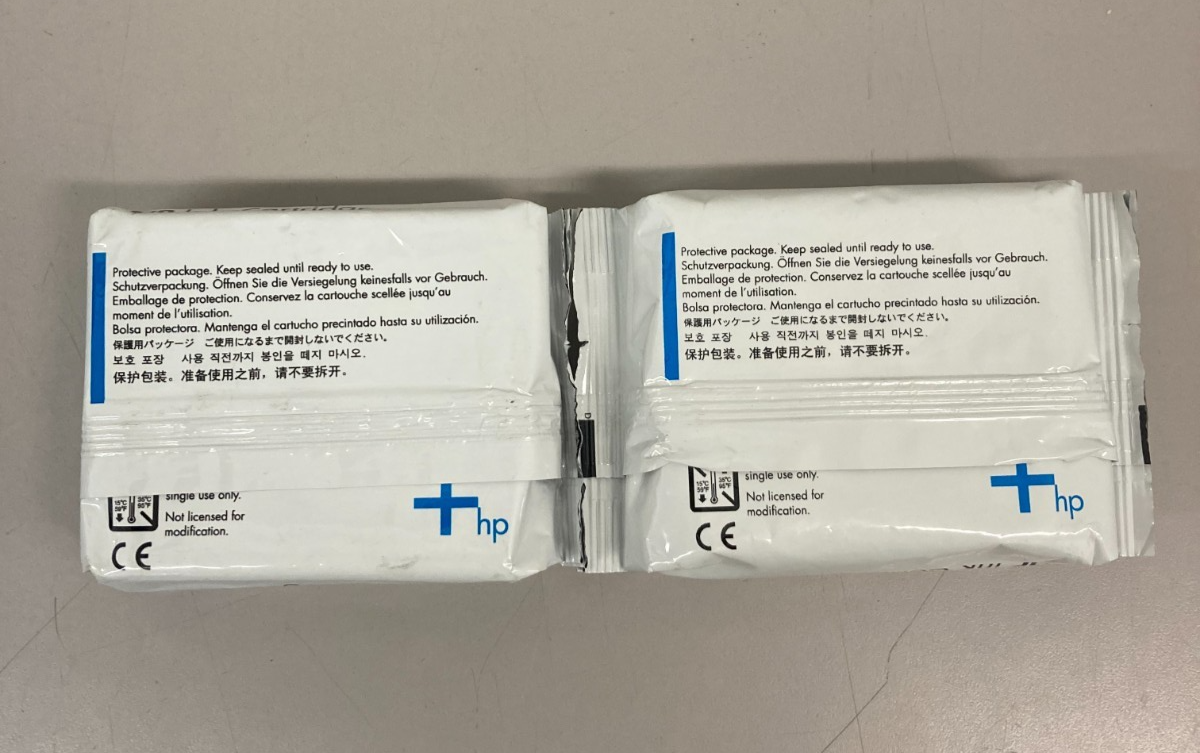 Protective package. Keep sealed until ready to use.
Schutzverpackung. Öffnen Sie die Versiegelung keinesfalls vor Gebrauch.
Emballage de protection. Conservez la cartouche scellée jusqu'au
moment de l'utilisation.
Bolsa protectora. Mantenga el cartucho precintado hasta su utilización.
保護用パッケージ ご使用になるまで開封しないでください。
보호 포장 사용 직전까지 봉인을 떼지 마시오.
保护包装。准备使用之前，请不要拆开。
single use only.
Not licensed for
modification.
CE
hp
Protective package. Keep sealed until ready to use.
Schutzverpackung. Öffnen Sie die Versiegelung keinesfalls vor Gebrauch.
Emballage de protection. Conservez la cartouche scellée jusqu'au
moment de l'utilisation.
Bolsa protectora. Mantenga el cartucho precintado hasta su utilización.
保護用パッケージ ご使用になるまで開封しないでください。
보호 포장 사용 직전까지 봉인을 떼지 마시오.
保护包装。准备使用之前，请不要拆开。
single use only.
Not licensed for
modification.
CE
hp